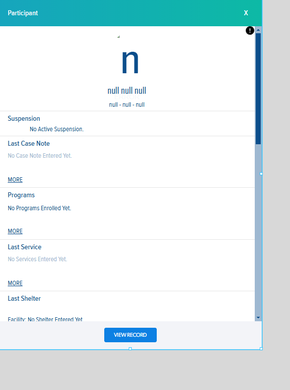 Participant X
!
n
null null null
null - null - null
Suspension
No Active Suspension.
Last Case Note
No Case Note Entered Yet.
MORE
Programs
No Programs Enrolled Yet.
MORE
Last Service
No Services Entered Yet.
MORE
Last Shelter
Facility: No Shelter Entered Yet
VIEW RECORD